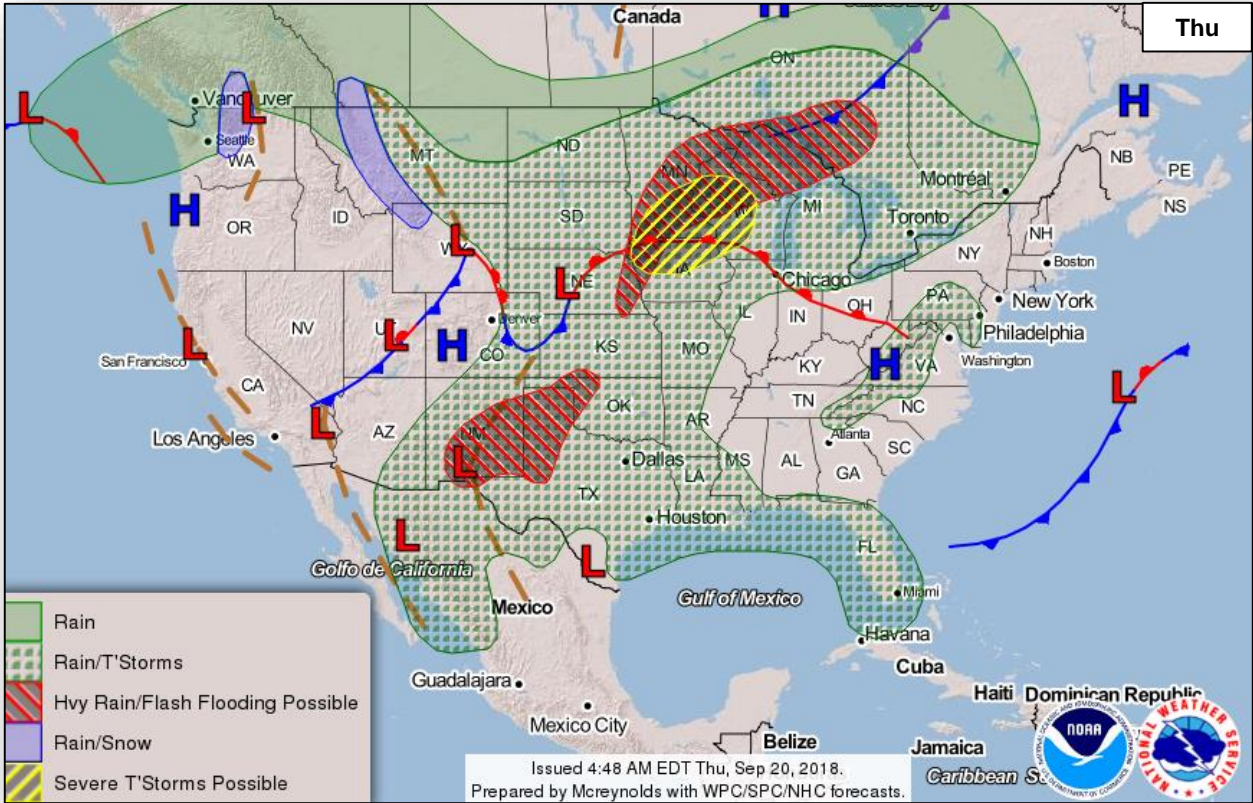 Thu
Canada
James Bay
ON
H
L
Vancouver
L
H
Seattle
WA
MT
ND
MN
NB
PE
NS
Montréal
H
OR
ID
SD
MI
Toronto
NH
Boston
L
WY
NY
L
NE
IA
Chicago
PA
New York
Philadelphia
NV
UT
L
H
Denver
CO
KS
MO
IL
IN
OH
Washington
VA
H
KY
San Francisco
L
CA
L
TN
NC
OK
AR
Los Angeles
L
AZ
NM
L
Dallas
MS
AL
Atlanta
GA
SC
LA
TX
Houston
L
L
FL
Golfo de California
Mexico
Gulf of Mexico
Miami
Havana
Cuba
Guadalajara
Mexico City
Haiti
Dominican Republic
Belize
Jamaica
Caribbean
Rain
Rain/T'Storms
Hvy Rain/Flash Flooding Possible
Rain/Snow
Severe T'Storms Possible
Issued 4:48 AM EDT Thu, Sep 20, 2018.
Prepared by Mcreynolds with WPC/SPC/NHC forecasts.
NOAA
NATIONAL WEATHER SERVICE